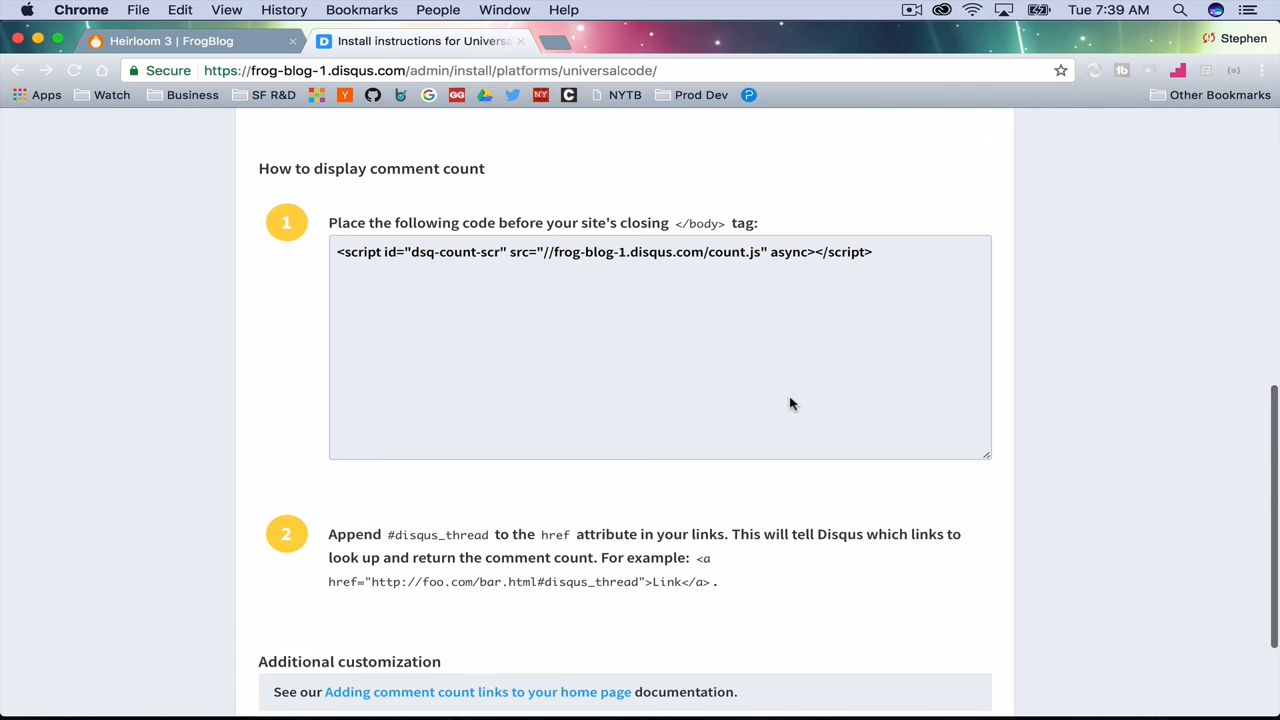 Chrome File Edit View History Bookmarks People Window Help Tue 7:39 AM
Heirloom 3 | FrogBlog × Install instructions for Universa × Stephen
Secure https://frog-blog-1.disqus.com/admin/install/platforms/universalcode/
Apps Watch Business SF R&D NYTB Prod Dev Other Bookmarks
How to display comment count
1 Place the following code before your site's closing </body> tag:
<script id="dsq-count-scr" src="//frog-blog-1.disqus.com/count.js" async></script>
2 Append #disqus_thread to the href attribute in your links. This will tell Disqus which links to
look up and return the comment count. For example: <a
href="http://foo.com/bar.html#disqus_thread">Link</a>.
Additional customization
See our Adding comment count links to your home page documentation.